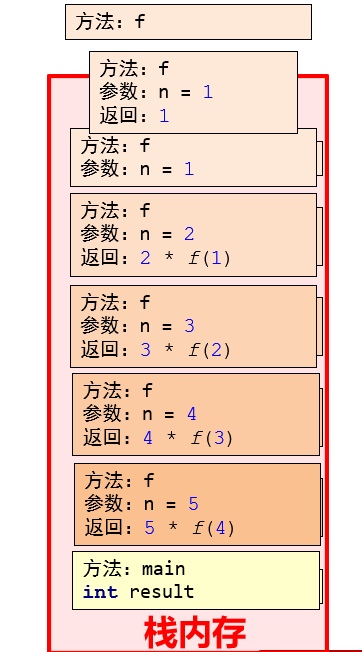 方法：f
方法：f
参数：n = 1
返回：1
方法：f
参数：n = 1
方法：f
参数：n = 2
返回：2 * f(1)
方法：f
参数：n = 3
返回：3 * f(2)
方法：f
参数：n = 4
返回：4 * f(3)
方法：f
参数：n = 5
返回：5 * f(4)
方法：main
int result
栈内存